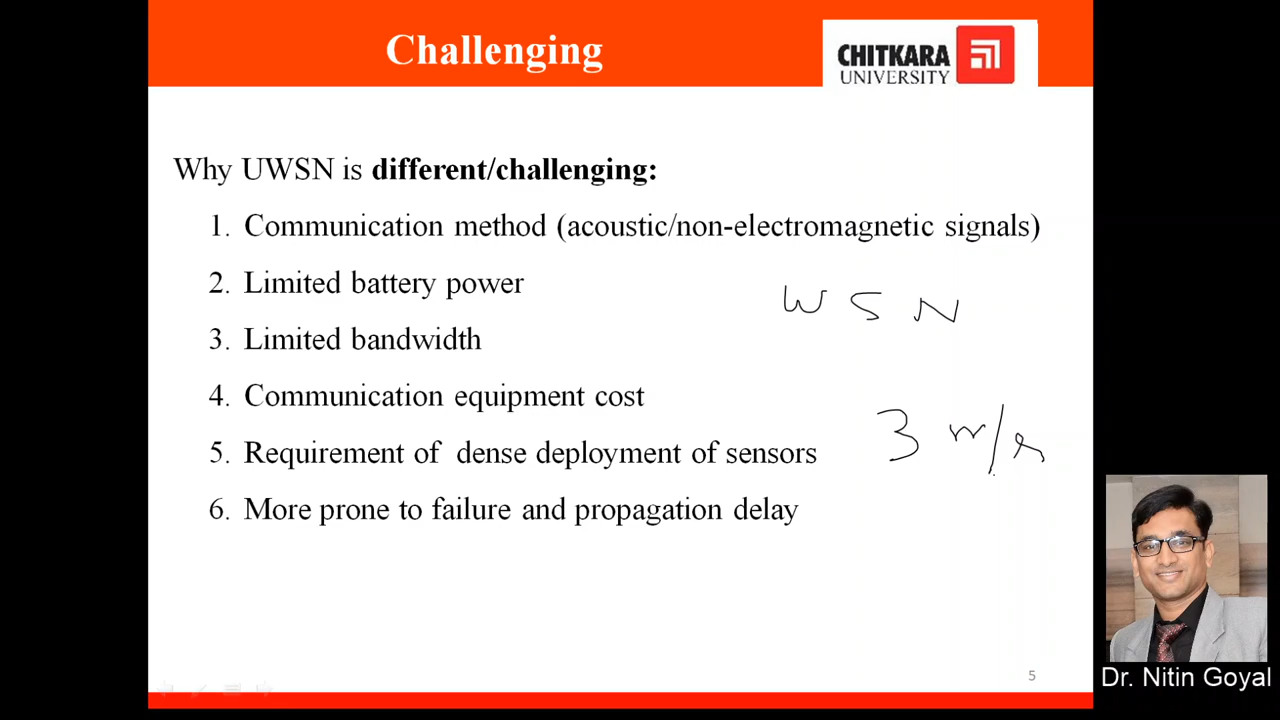 Challenging
CHITKARA
UNIVERSITY
Why UWSN is different/challenging:
1. Communication method (acoustic/non-electromagnetic signals)
2. Limited battery power
W S N
3. Limited bandwidth
4. Communication equipment cost
3 m/s
5. Requirement of dense deployment of sensors
6. More prone to failure and propagation delay
5
Dr. Nitin Goyal